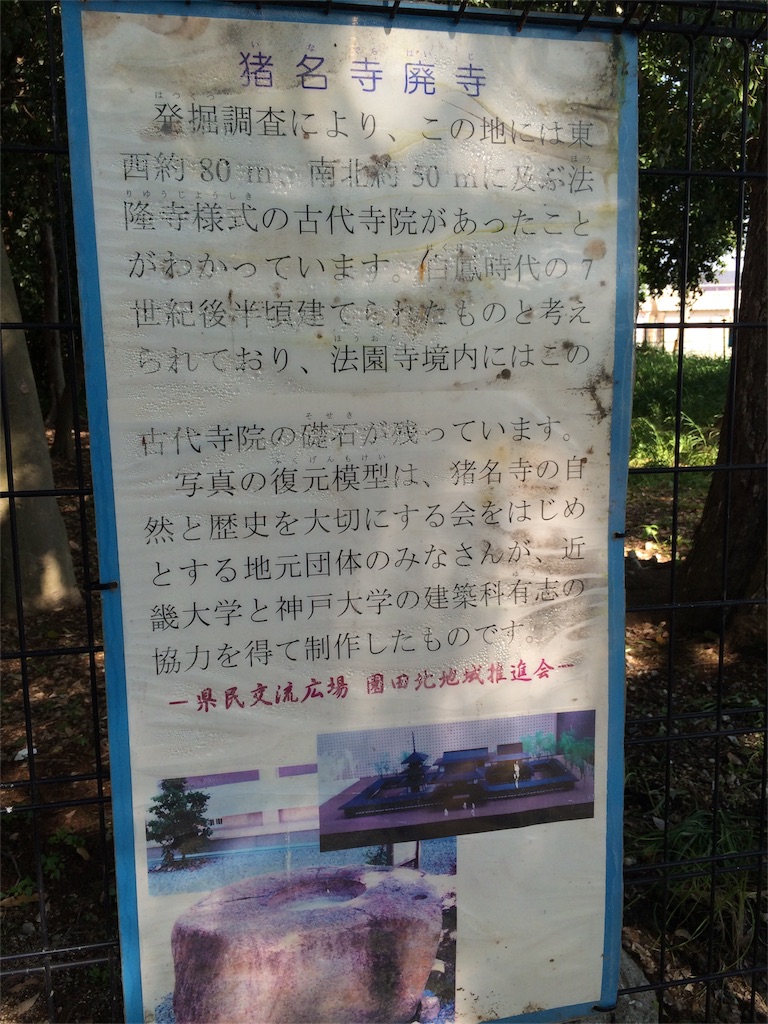 猪名寺廃寺
発掘調査により、この地には東
西約80m、南北約50mに及ぶ法
隆寺様式の古代寺院があったこと
がわかっています。白鳳時代の7
世紀後半頃建てられたものと考え
られており、法園寺境内にはこの
古代寺院の礎石が残っています。
写真の復元模型は、猪名寺の自
然と歴史を大切にする会をはじめ
とする地元団体のみなさんが、近
畿大学と神戸大学の建築科有志の
協力を得て制作したものです。
―県民交流広場 園田北地域推進会―